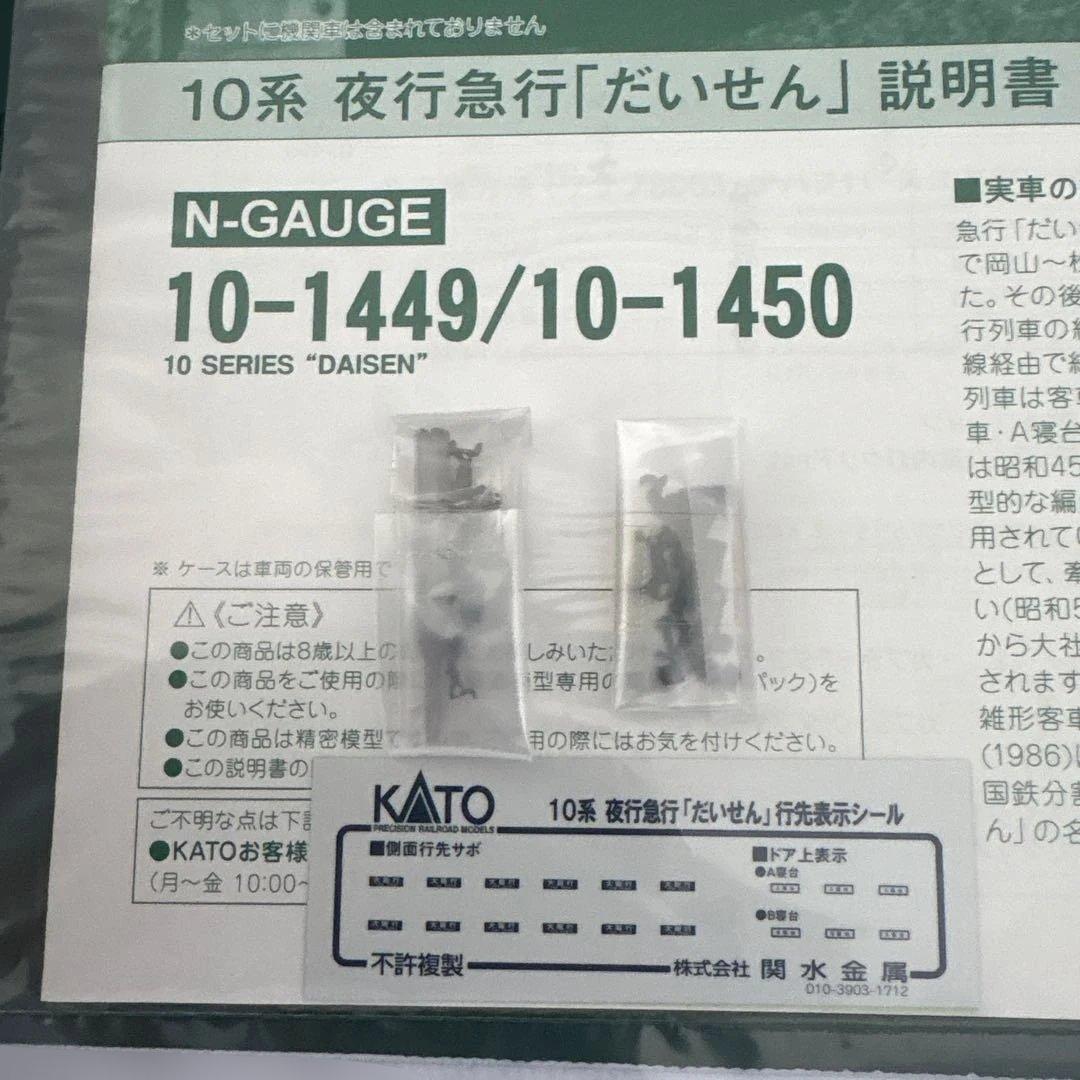 *セットに機関車は含まれておりません
10系 夜行急行「だいせん」 説明書
N-GAUGE
10-1449/10-1450
10 SERIES “DAISEN”
■実車の
急行「だい
で岡山～
た。その後
行列車の
線経由で
列車は客
車・A寝台
は昭和45
型的な編
用されてい
として、
い(昭和5
から大社
されます
雑形客車
(1986)
国鉄分割
ん」の名
※ ケースは車両の保管用で
⚠《ご注意》
●この商品は8歳以上の しみいた 。
●この商品をご使用の 型専用の パック)を
お使いください。
●この商品は精密模型で 用の際にはお気を付けください。
●この説明書の
ご不明な点は下記
●KATOお客様
(月～金 10:00~
KATO
PRECISION RAILROAD MODELS
10系 夜行急行「だいせん」行先表示シール
■側面行先サボ
■ドア上表示
●A寝台
●B寝台
不許複製
株式会社 関水金属
010-3903-1712